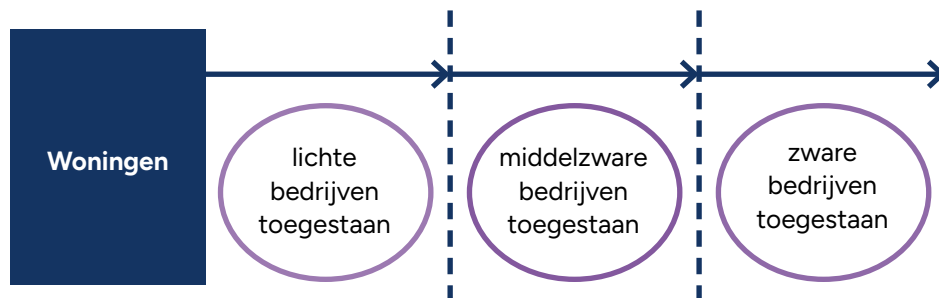 Woningen
lichte
bedrijven
toegestaan
middelzware
bedrijven
toegestaan
zware
bedrijven
toegestaan